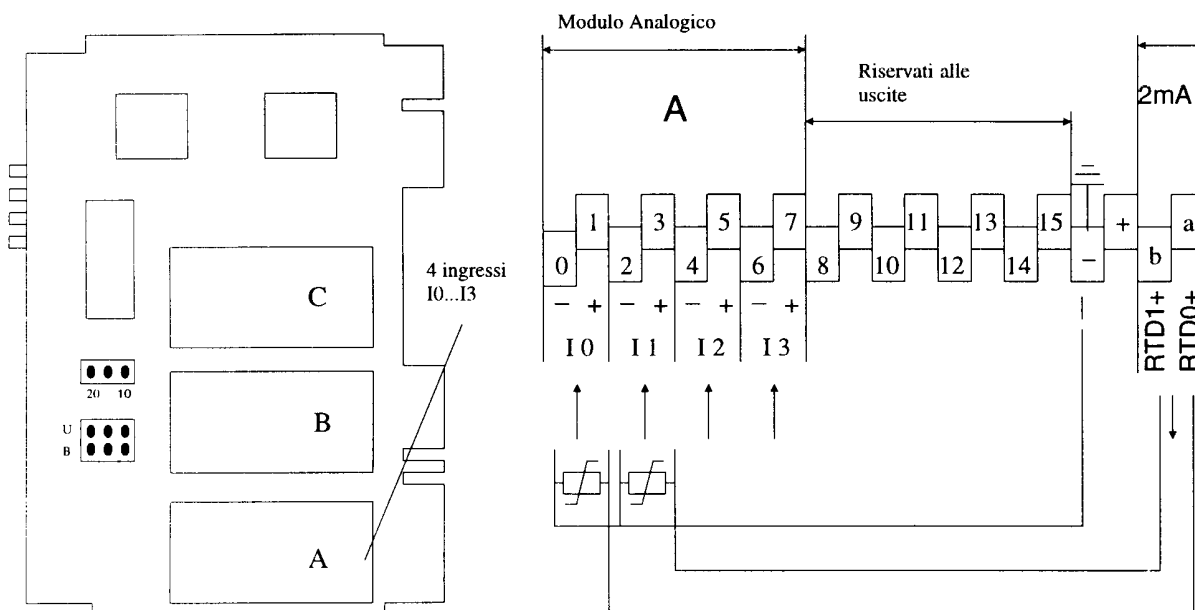 Modulo Analogico
Riservati alle
uscite
2mA
A
1 3 5 7 9 11 13 15 + a
0 2 4 6 8 10 12 14 − b
− + − + − + − +
I 0 I 1 I 2 I 3
RTD1+
RTD0+
4 ingressi
I0...I3
C
20 10
U
B
B
A